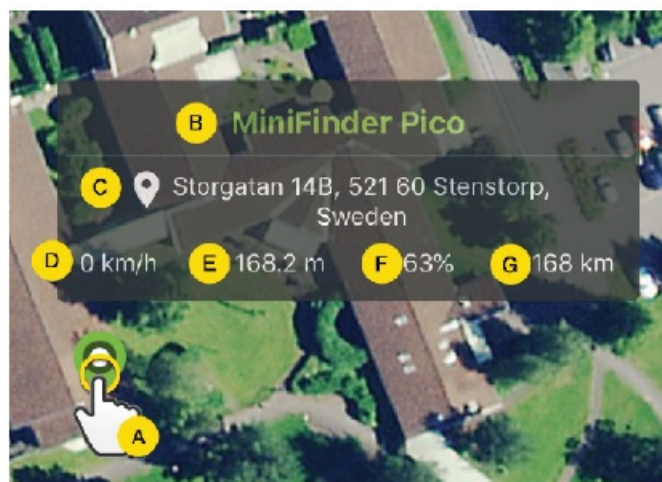 B MiniFinder Pico
C Storgatan 14B, 521 60 Stenstorp,
Sweden
D 0 km/h E 168.2 m F 63% G 168 km
A